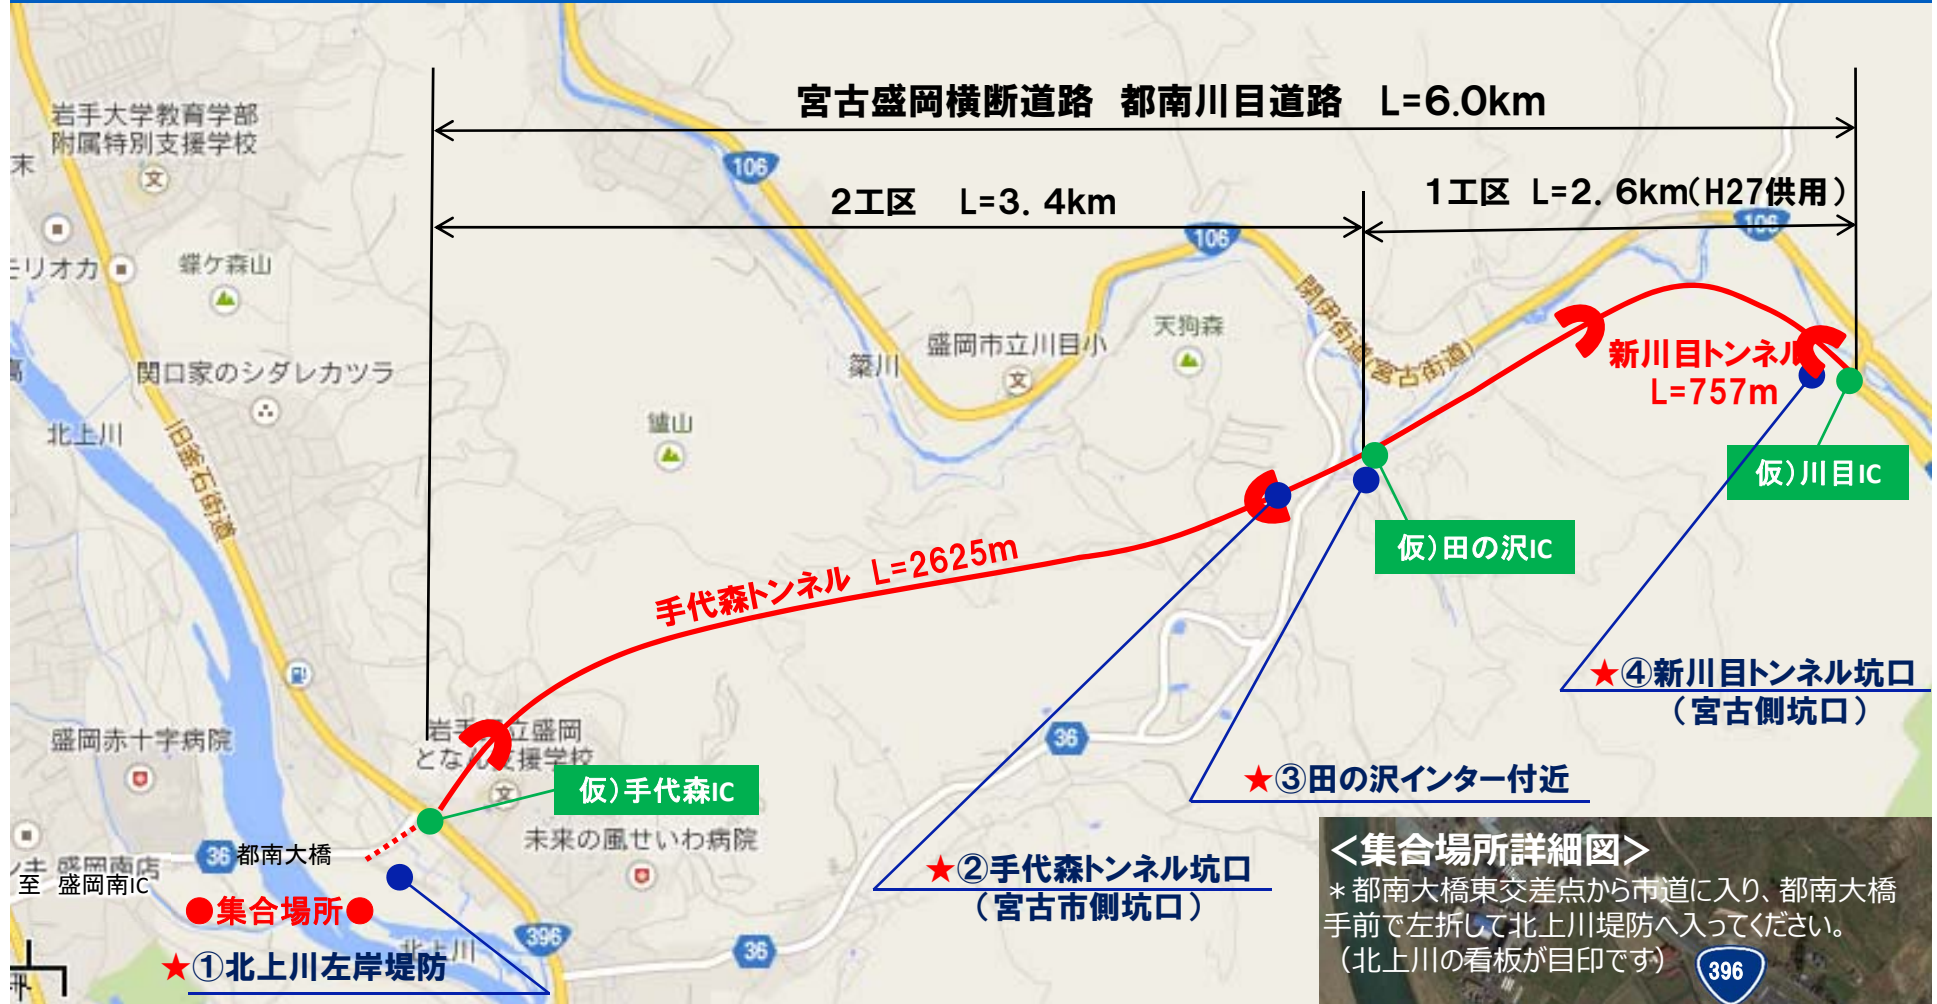 宮古盛岡横断道路 都南川目道路 L=6.0km
2工区 L=3.4km
1工区 L=2.6km(H27供用)
岩手大学教育学部
附属特別支援学校
末
106
106
106
モリオカ
蝶ケ森山
天狗森
盛岡市立川目小
簗川
閉伊街道(宮古街道)
新川目トンネル
L=757m
関口家のシダレカツラ
北上川
旧釜石街道
鑪山
仮)川目IC
仮)田の沢IC
手代森トンネル L=2625m
★④新川目トンネル坑口
(宮古側坑口)
36
盛岡赤十字病院
となん支援学校
仮)手代森IC
★③田の沢インター付近
未来の風せいわ病院
36
都南大橋
盛岡南店
至 盛岡南IC
●集合場所●
★②手代森トンネル坑口
(宮古市側坑口)
北上川
396
36
★①北上川左岸堤防
<集合場所詳細図>
*都南大橋東交差点から市道に入り、都南大橋
手前で左折して北上川堤防へ入ってください。
(北上川の看板が目印です)
396